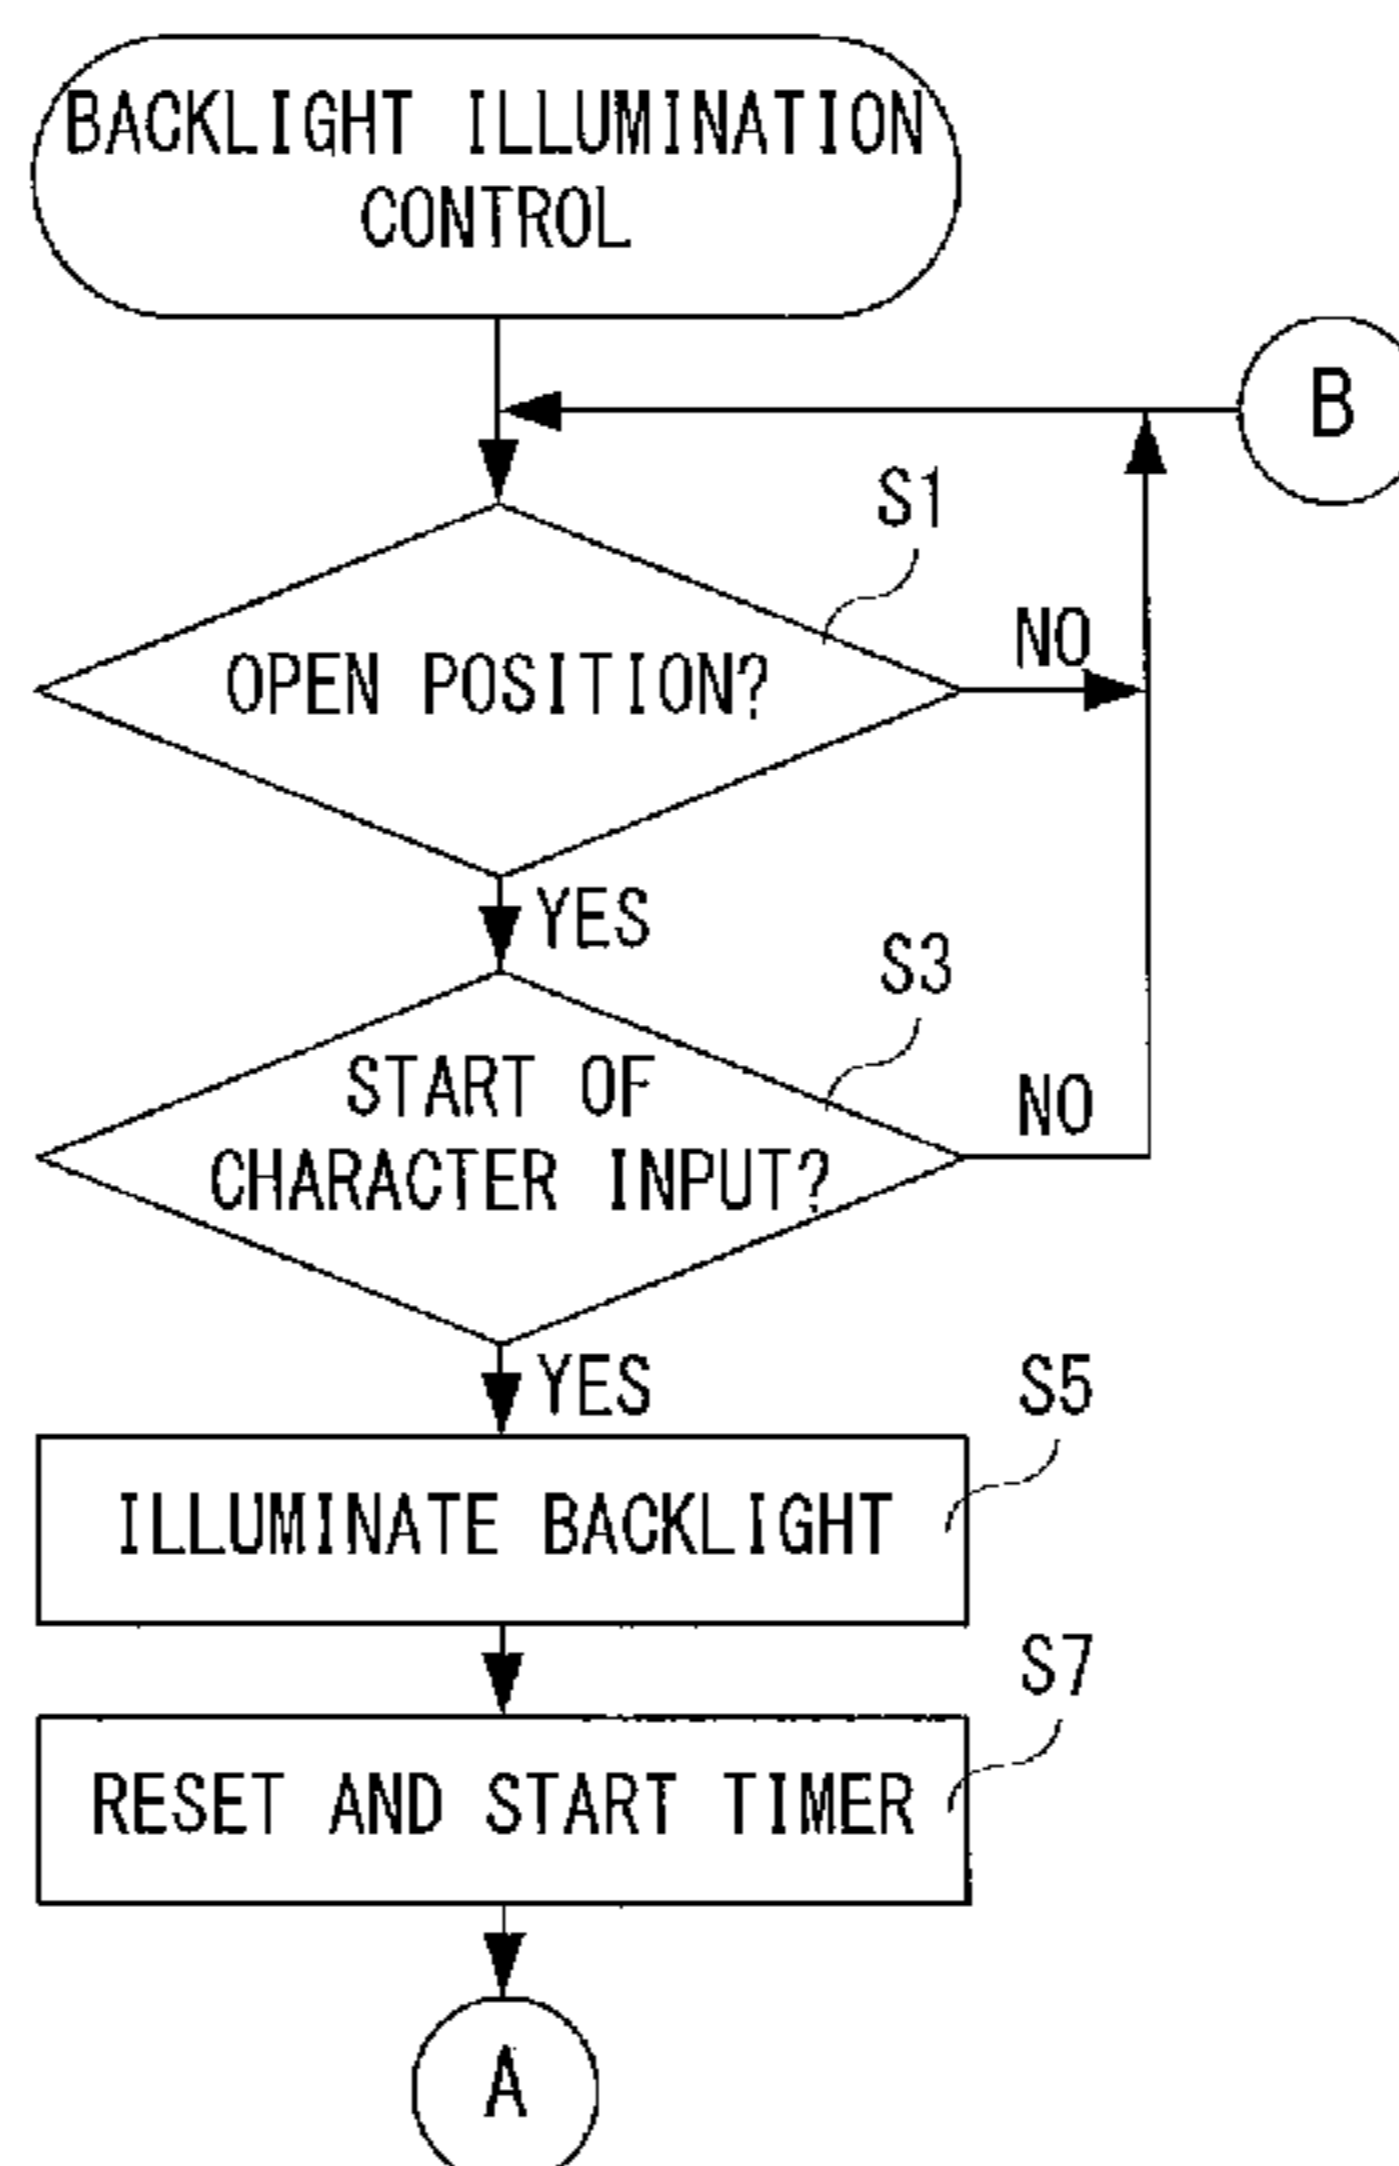 BACKLIGHT ILLUMINATION
CONTROL
B
S1
OPEN POSITION?
NO
YES
S3
START OF
CHARACTER INPUT?
NO
YES
S5
ILLUMINATE BACKLIGHT
S7
RESET AND START TIMER
A